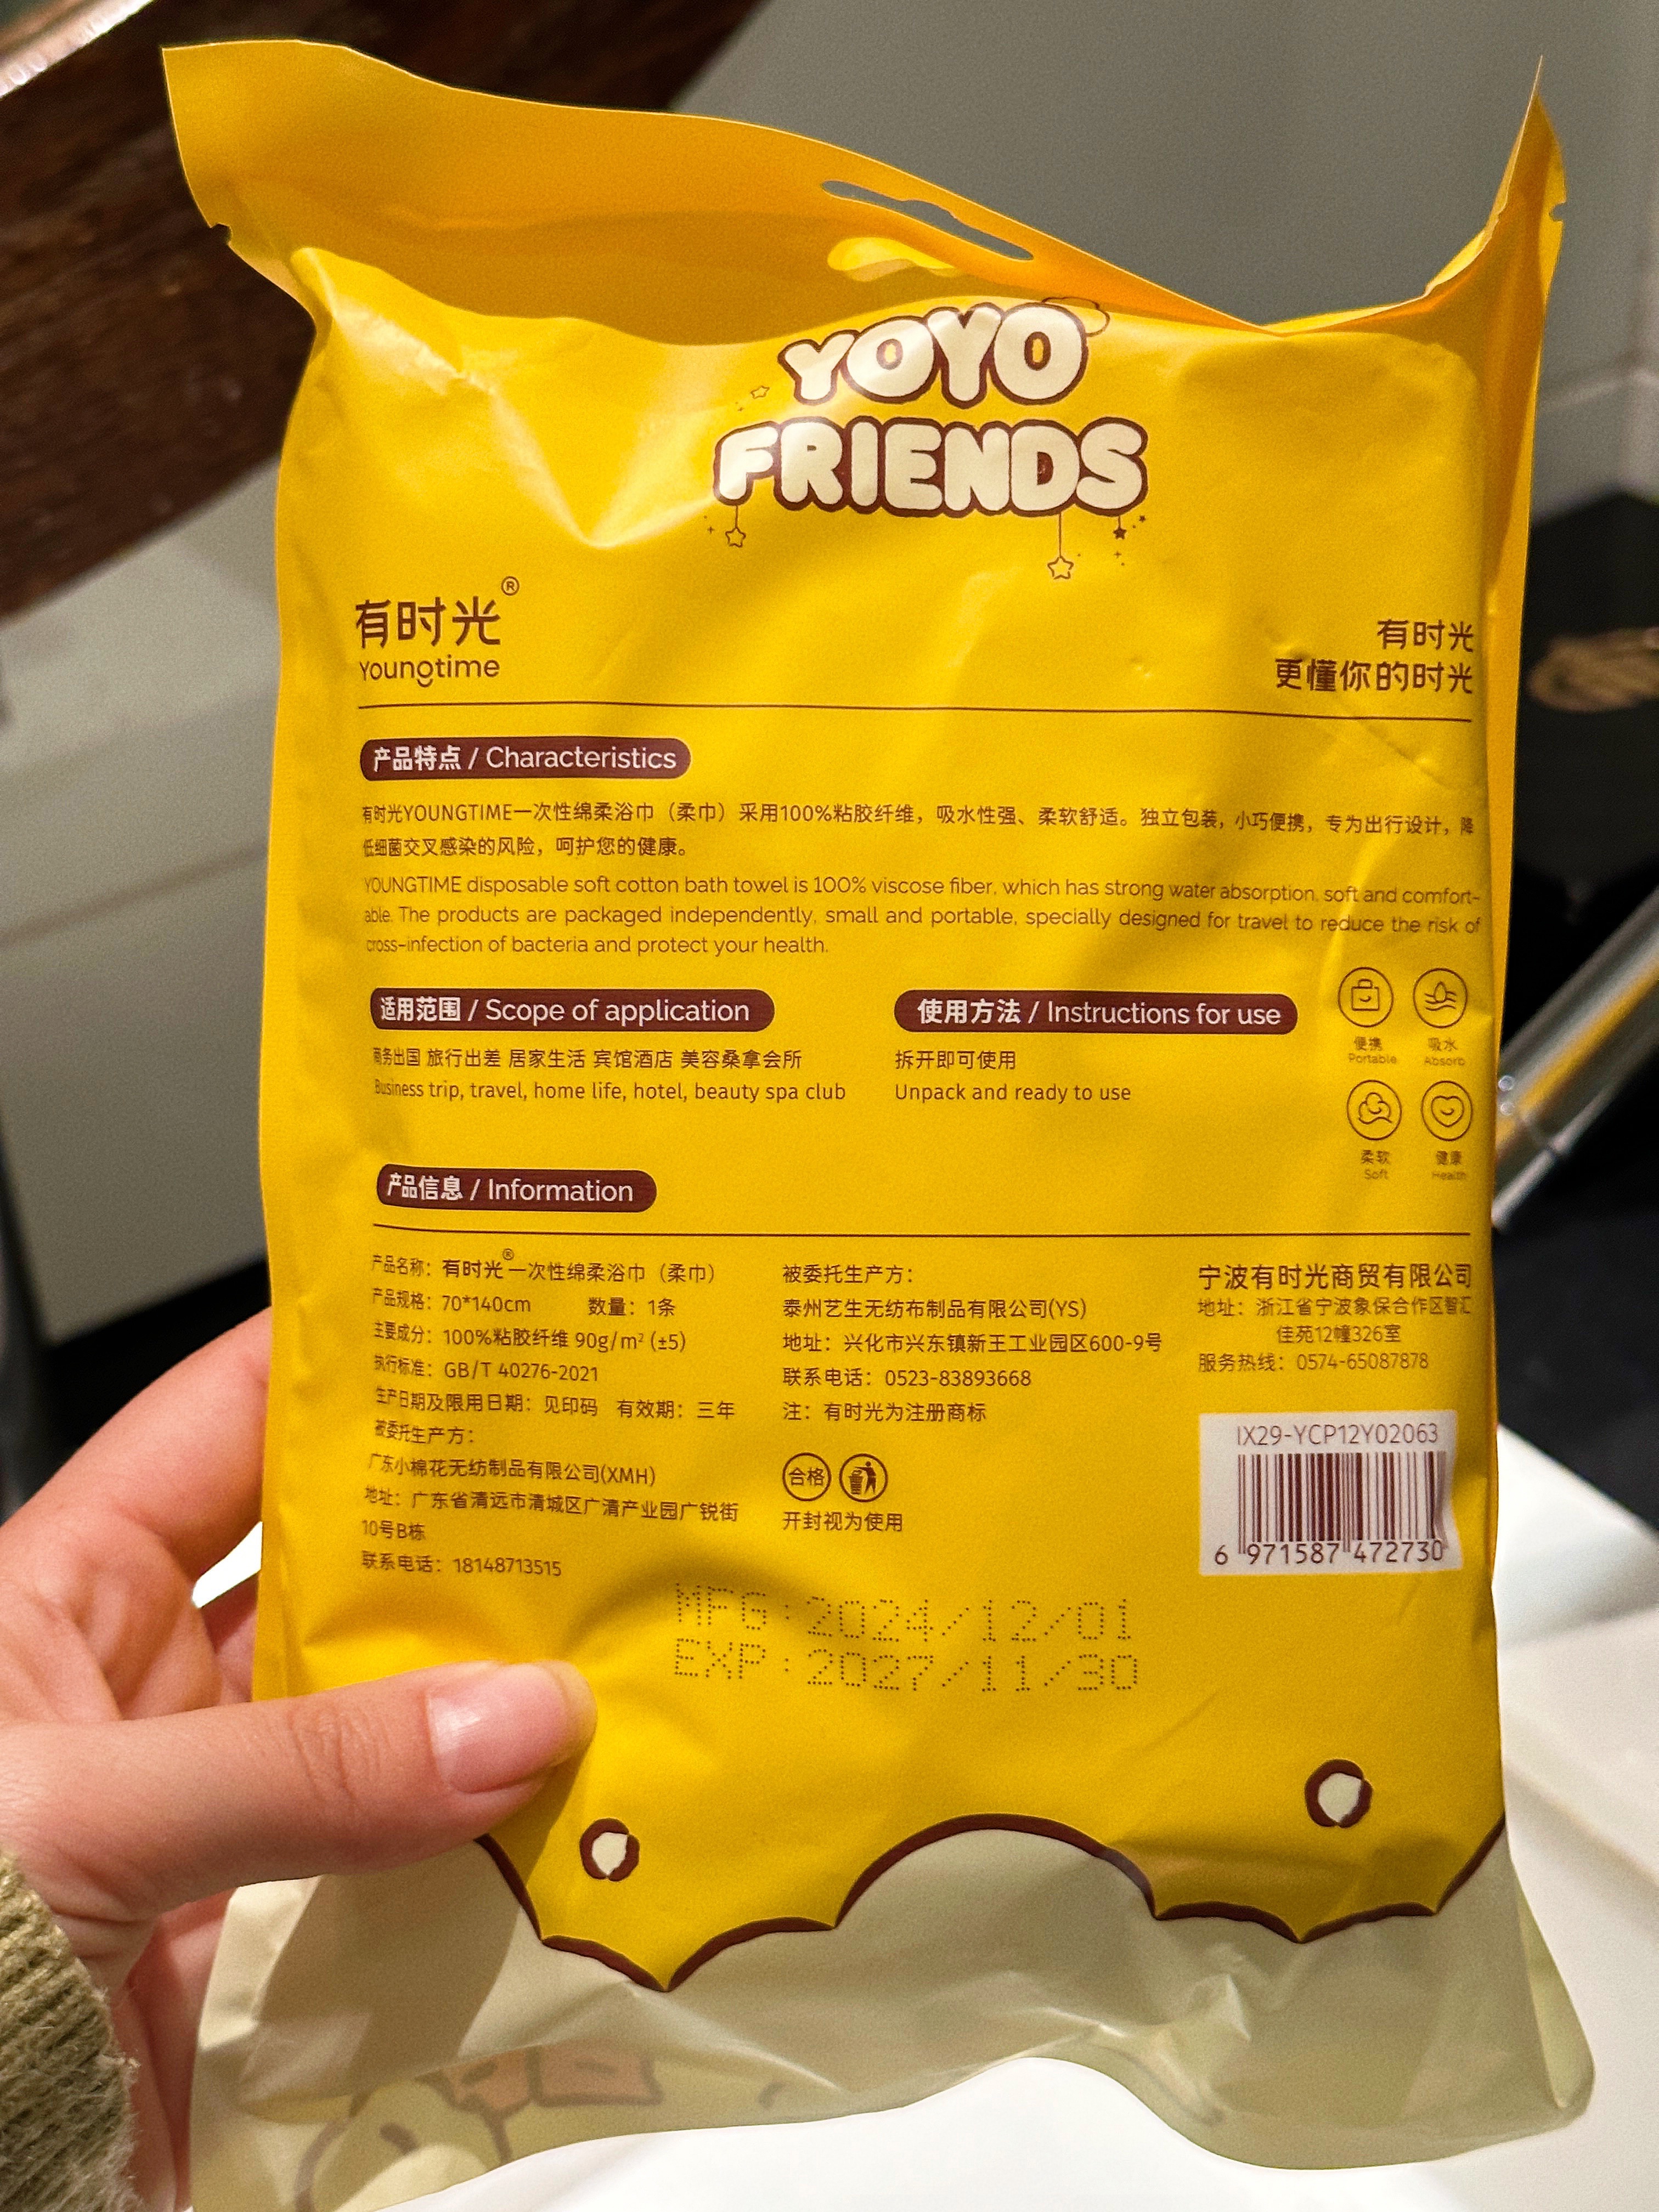 YOYO
FRIENDS
有时光®
Youngtime
有时光
更懂你的时光
产品特点 / Characteristics
有时光YOUNGTIME一次性绵柔浴巾（柔巾）采用100%粘胶纤维，吸水性强、柔软舒适。独立包装，小巧便携，专为出行设计，降
低细菌交叉感染的风险，呵护您的健康。
YOUNGTIME disposable soft cotton bath towel is 100% viscose fiber, which has strong water absorption, soft and comfort-
able. The products are packaged independently, small and portable, specially designed for travel to reduce the risk of
cross-infection of bacteria and protect your health.
适用范围 / Scope of application
商务出国 旅行出差 居家生活 宾馆酒店 美容桑拿会所
Business trip, travel, home life, hotel, beauty spa club
使用方法 / Instructions for use
拆开即可使用
Unpack and ready to use
便携
Portable
吸水
Absorb
柔软
Soft
健康
Health
产品信息 / Information
产品名称：有时光®一次性绵柔浴巾（柔巾）
产品规格：70*140cm 数量：1条
主要成分：100%粘胶纤维 90g/m² (±5)
执行标准：GB/T 40276-2021
生产日期及限用日期：见印码 有效期：三年
被委托生产方：
广东小棉花无纺制品有限公司(XMH)
地址：广东省清远市清城区广清产业园广锐街
10号B栋
联系电话：18148713515
被委托生产方：
泰州艺生无纺布制品有限公司(YS)
地址：兴化市兴东镇新王工业园区600-9号
联系电话：0523-83893668
注：有时光为注册商标
合格
开封视为使用
宁波有时光商贸有限公司
地址：浙江省宁波象保合作区智汇
佳苑12幢326室
服务热线：0574-65087878
IX29-YCP12Y02063
6 971587 472730
MFG:2024/12/01
EXP:2027/11/30